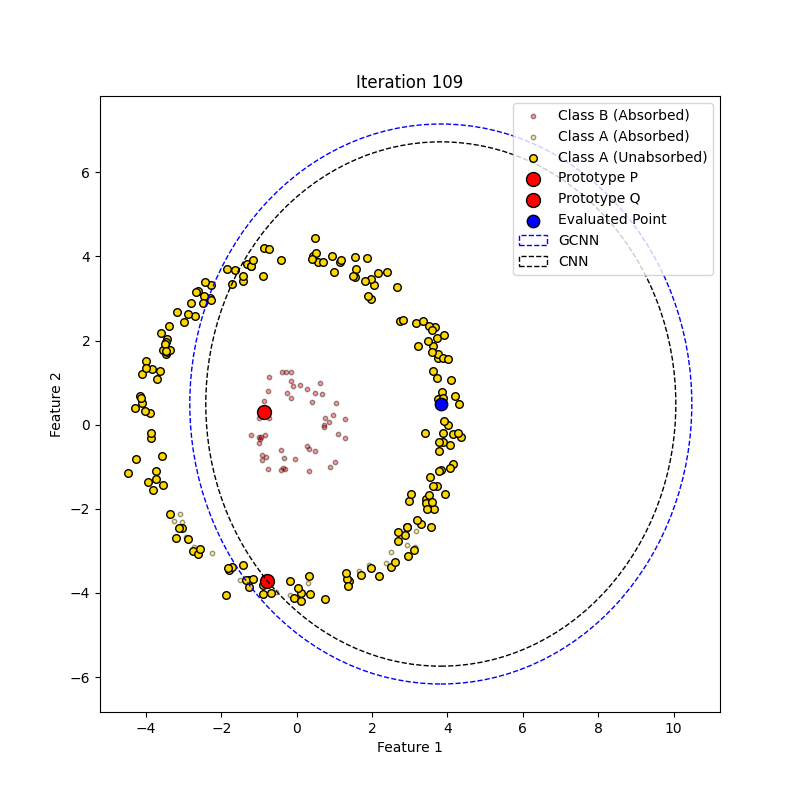 Iteration 109
Class B (Absorbed)
Class A (Absorbed)
Class A (Unabsorbed)
Prototype P
Prototype Q
Evaluated Point
GCNN
CNN
6
4
2
0
−2
−4
−6
Feature 2
−4 −2 0 2 4 6 8 10
Feature 1